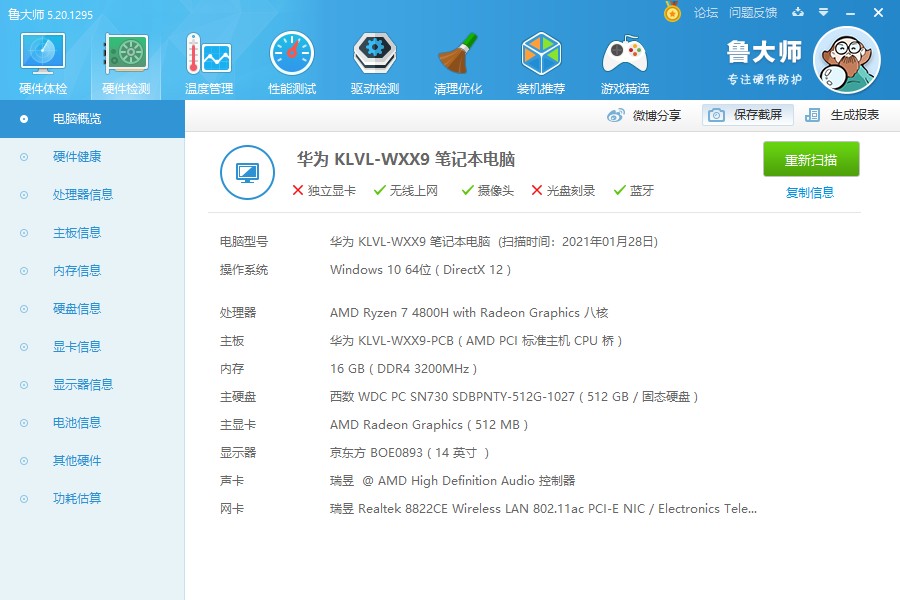 鲁大师 5.20.1295
论坛 问题反馈
硬件体检 硬件检测 温度管理 性能测试 驱动检测 清理优化 装机推荐 游戏精选
鲁大师
专注硬件防护
微博分享 保存截屏 生成报表
电脑概览
硬件健康
处理器信息
主板信息
内存信息
硬盘信息
显卡信息
显示器信息
电池信息
其他硬件
功耗估算
华为 KLVL-WXX9 笔记本电脑
独立显卡 无线上网 摄像头 光盘刻录 蓝牙
重新扫描
复制信息
电脑型号 华为 KLVL-WXX9 笔记本电脑 (扫描时间：2021年01月28日)
操作系统 Windows 10 64位 ( DirectX 12 )
处理器 AMD Ryzen 7 4800H with Radeon Graphics 八核
主板 华为 KLVL-WXX9-PCB ( AMD PCI 标准主机 CPU 桥 )
内存 16 GB ( DDR4 3200MHz )
主硬盘 西数 WDC PC SN730 SDBPNTY-512G-1027 ( 512 GB / 固态硬盘 )
主显卡 AMD Radeon Graphics ( 512 MB )
显示器 京东方 BOE0893 ( 14 英寸 )
声卡 瑞昱 @ AMD High Definition Audio 控制器
网卡 瑞昱 Realtek 8822CE Wireless LAN 802.11ac PCI-E NIC / Electronics Tele...